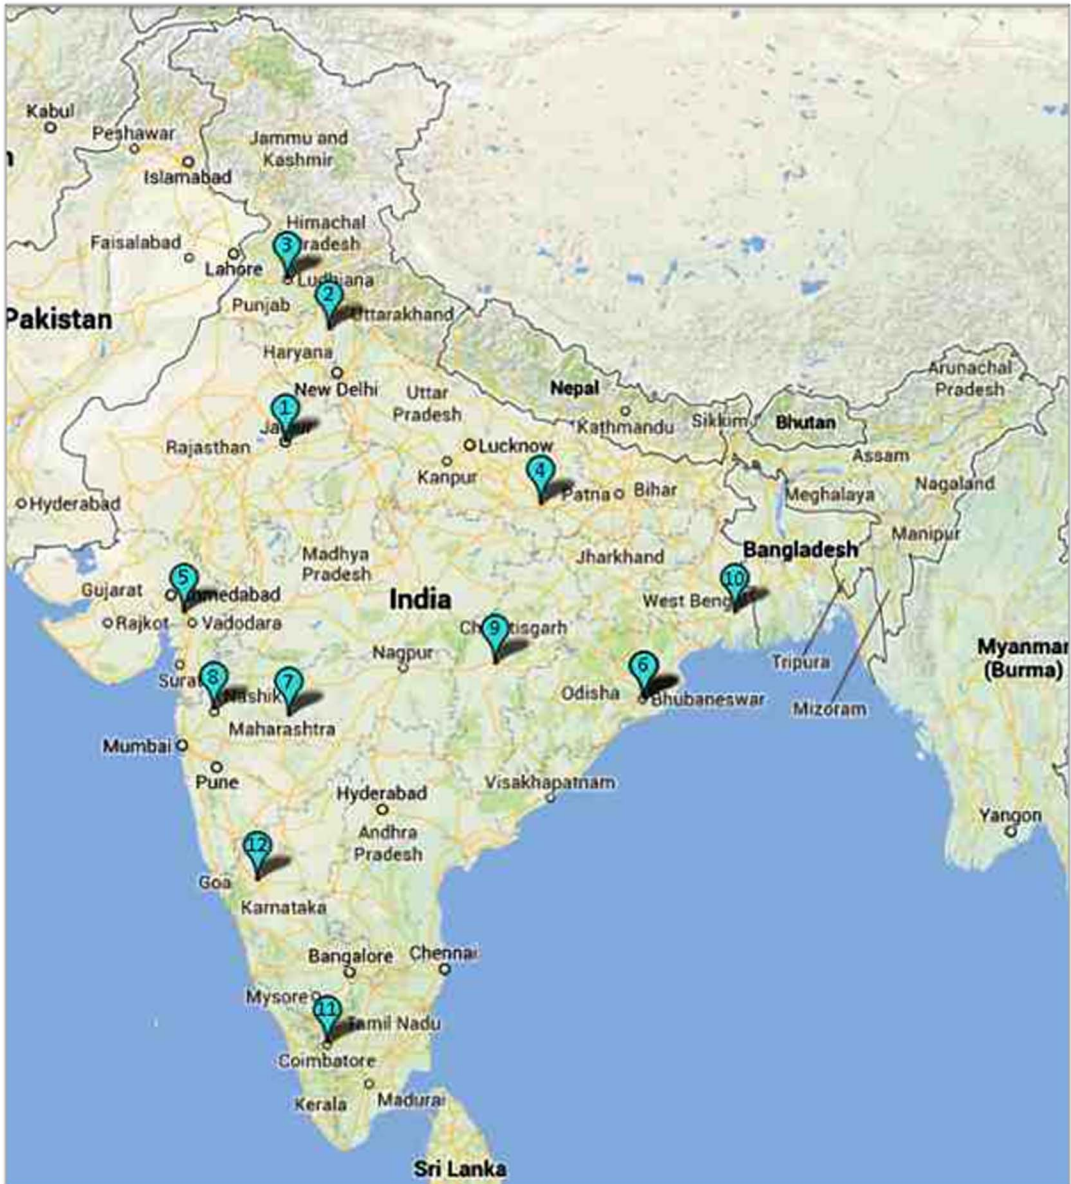 Kabul
Peshawar
n
Islamabad
Jammu and
Kashmir
Himachal
Pradesh
Faisalabad
Lahore
3
Ludhiana
2
Punjab
Uttarakhand
Pakistan
Haryana
New Delhi
Uttar
Pradesh
Nepal
Arunachal
Pradesh
1
Jaipur
Rajasthan
Kathmandu
Sikkim
Bhutan
Lucknow
Kanpur
4
Patna
Bihar
Assam
Meghalaya
Nagaland
Hyderabad
Manipur
Bangladesh
Madhya
Pradesh
Jharkhand
5
Gujarat
Ahmedabad
India
10
West Bengal
Rajkot
Vadodara
9
Chhattisgarh
Nagpur
Myanmar
(Burma)
Tripura
Surat
8
Nashik
7
6
Odisha
Bhubaneswar
Mizoram
Maharashtra
Mumbai
Pune
Hyderabad
Visakhapatnam
Andhra
Pradesh
Yangon
12
Goa
Karnataka
Bangalore
Chennai
Mysore
11
Tamil Nadu
Coimbatore
Kerala
Madurai
Sri Lanka